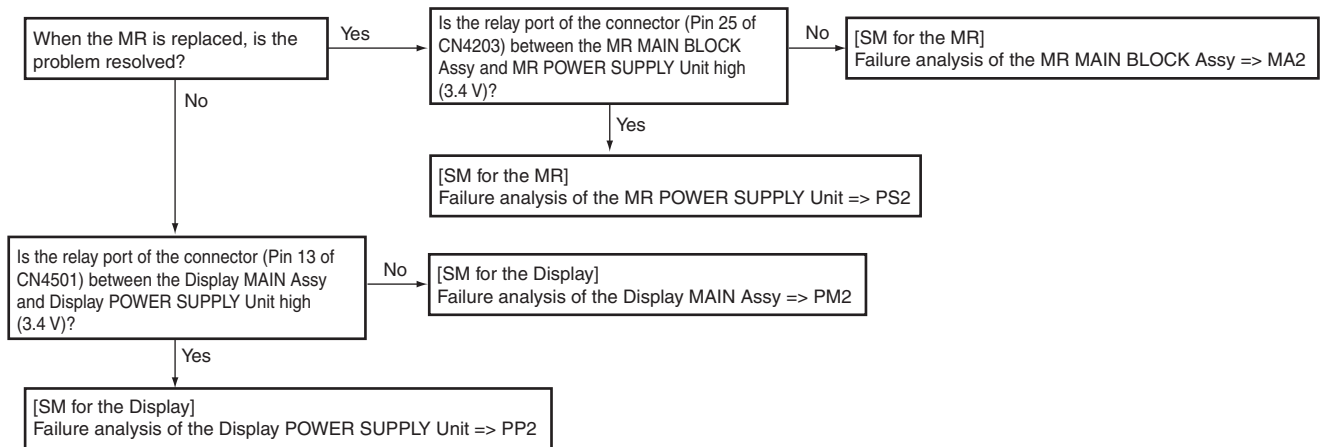 When the MR is replaced, is the
problem resolved?
Yes
Is the relay port of the connector (Pin 25 of
CN4203) between the MR MAIN BLOCK
Assy and MR POWER SUPPLY Unit high
(3.4 V)?
No
[SM for the MR]
Failure analysis of the MR MAIN BLOCK Assy => MA2
No
Yes
[SM for the MR]
Failure analysis of the MR POWER SUPPLY Unit => PS2
Is the relay port of the connector (Pin 13 of
CN4501) between the Display MAIN Assy
and Display POWER SUPPLY Unit high
(3.4 V)?
No
[SM for the Display]
Failure analysis of the Display MAIN Assy => PM2
Yes
[SM for the Display]
Failure analysis of the Display POWER SUPPLY Unit => PP2